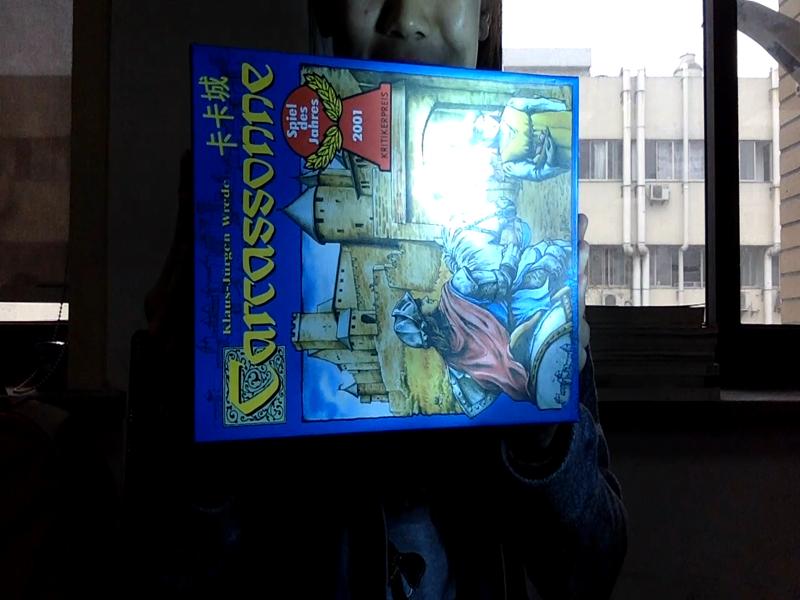 Klaus-Jürgen Wrede
卡卡城
Carcassonne
Spiel
des
Jahres
2001
KRITIKERPREIS